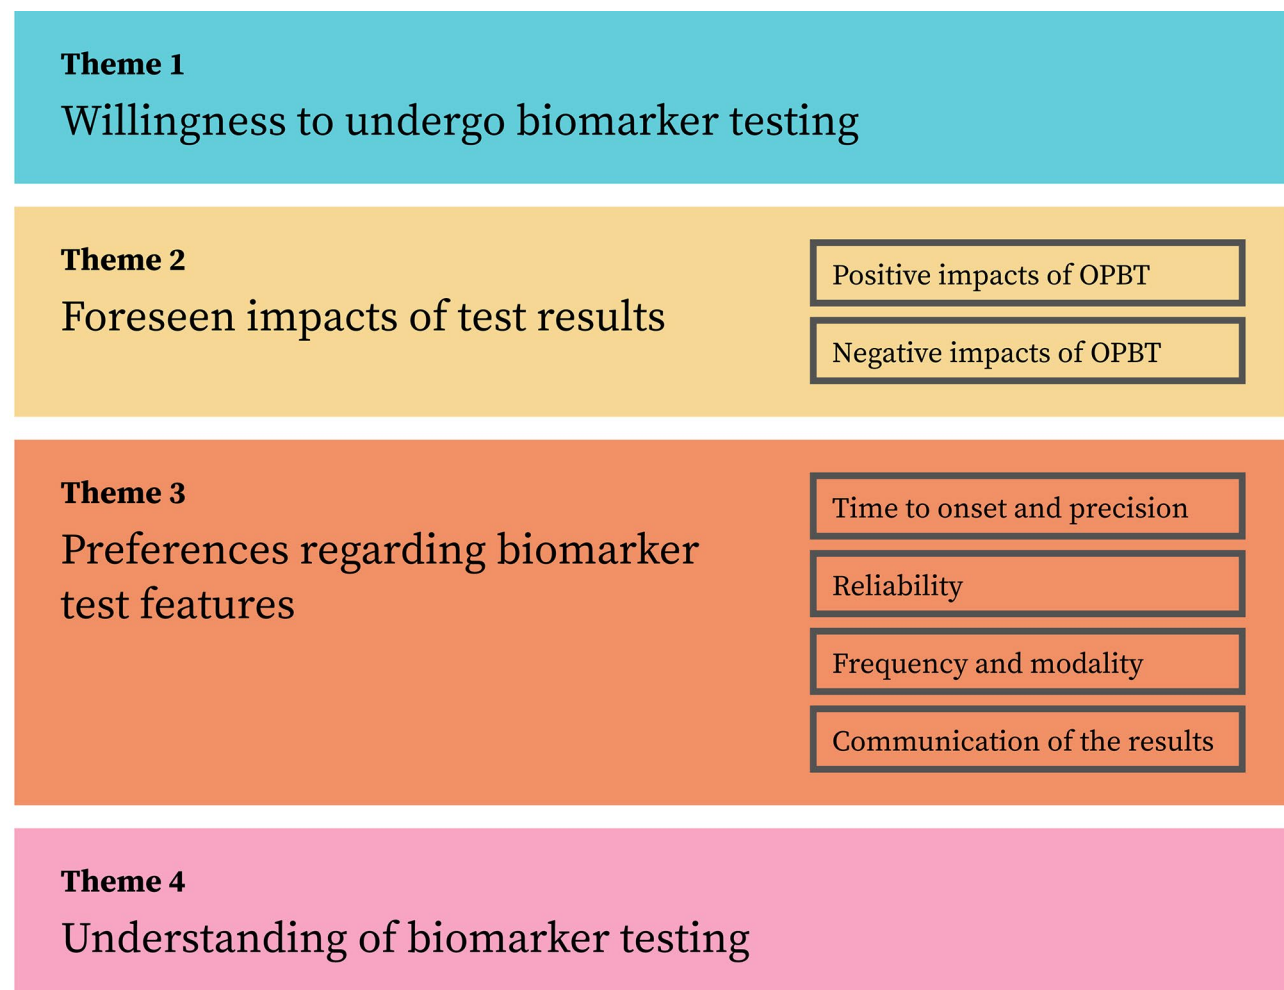 Theme 1
Willingness to undergo biomarker testing
Theme 2
Foreseen impacts of test results
Positive impacts of OPBT
Negative impacts of OPBT
Theme 3
Preferences regarding biomarker
test features
Time to onset and precision
Reliability
Frequency and modality
Communication of the results
Theme 4
Understanding of biomarker testing